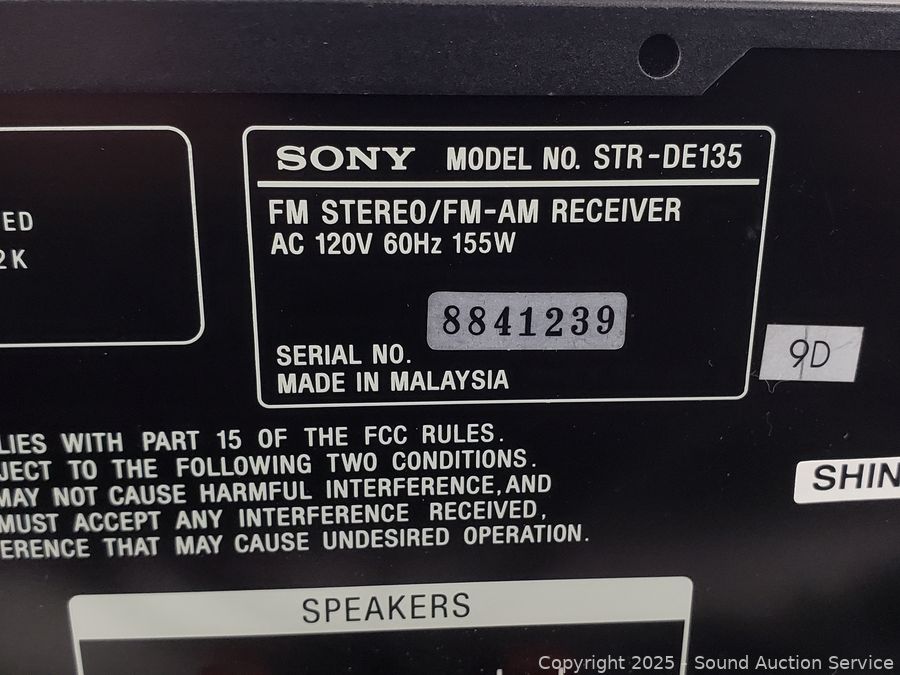 SONY MODEL NO. STR-DE135
FM STEREO/FM-AM RECEIVER
AC 120V 60Hz 155W
8841239
SERIAL NO.
MADE IN MALAYSIA
ED
2K
9D
LIES WITH PART 15 OF THE FCC RULES.
JECT TO THE FOLLOWING TWO CONDITIONS.
MAY NOT CAUSE HARMFUL INTERFERENCE, AND
MUST ACCEPT ANY INTERFERENCE RECEIVED,
ERENCE THAT MAY CAUSE UNDESIRED OPERATION.
SHIN
SPEAKERS
Copyright 2025 - Sound Auction Service